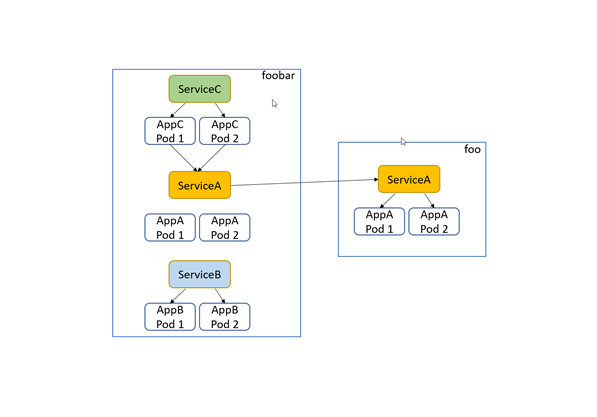 foobar
ServiceC
AppC
Pod 1
AppC
Pod 2
ServiceA
AppA
Pod 1
AppA
Pod 2
ServiceB
AppB
Pod 1
AppB
Pod 2
foo
ServiceA
AppA
Pod 1
AppA
Pod 2